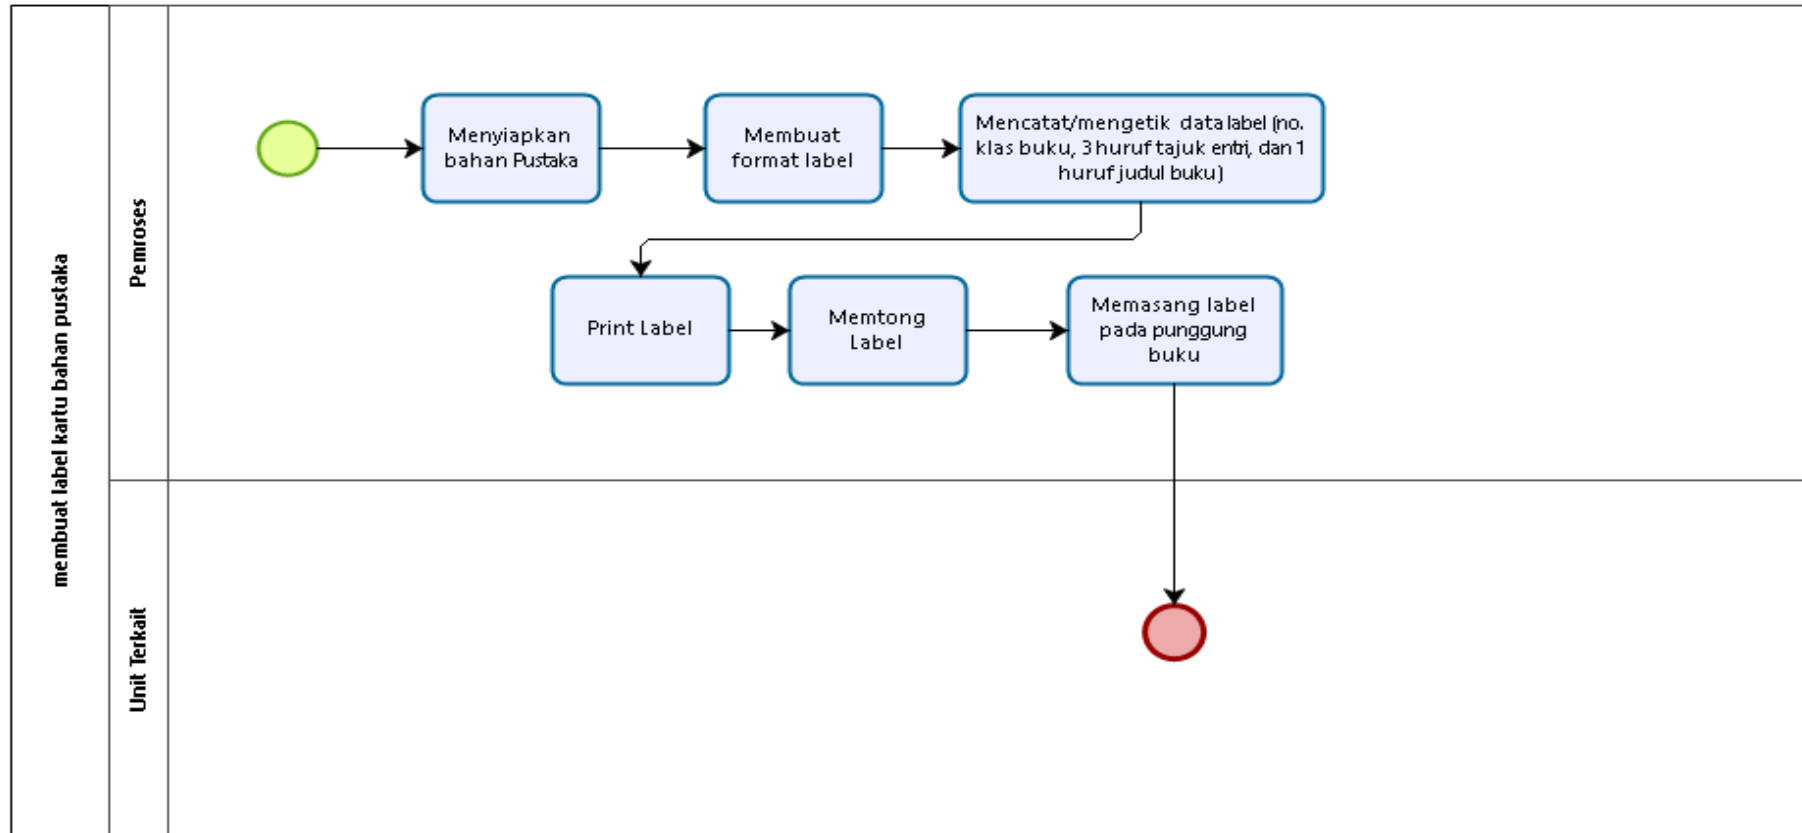 membuat label kartu bahan pustaka
Pemroses
Menyiapkan
bahan Pustaka
Membuat
format label
Mencatat/mengetik data label (no.
klas buku, 3 huruf tajuk entri, dan 1
huruf judul buku)
Print Label
Memtong
Label
Memasang label
pada punggung
buku
Unit Terkait